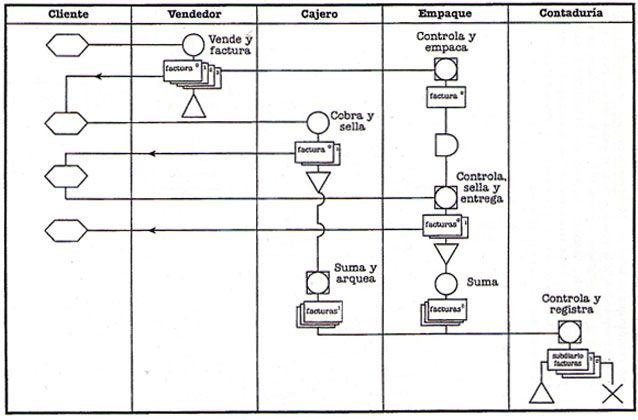 Cliente
Vendedor
Cajero
Empaque
Contaduría
Vende y
factura
Controla y
empaca
factura
factura
Cobra y
sella
factura
Controla,
sella y
entrega
facturas
1
Suma y
arquea
Suma
facturas
facturas
Controla y
registra
subdiario
facturas